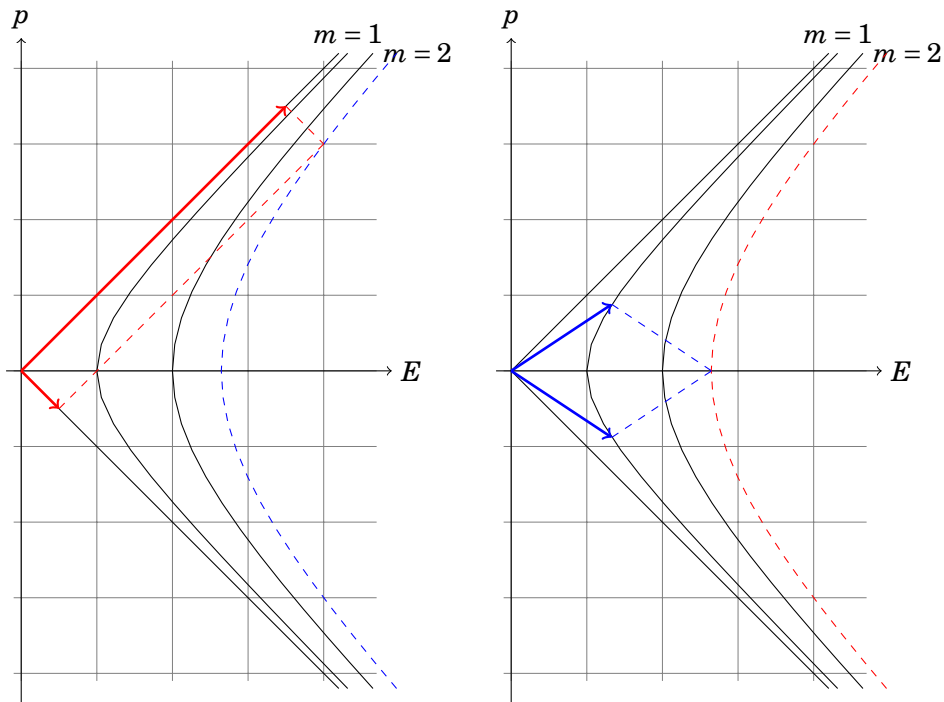 p
m = 1
m = 2
E
p
m = 1
m = 2
E